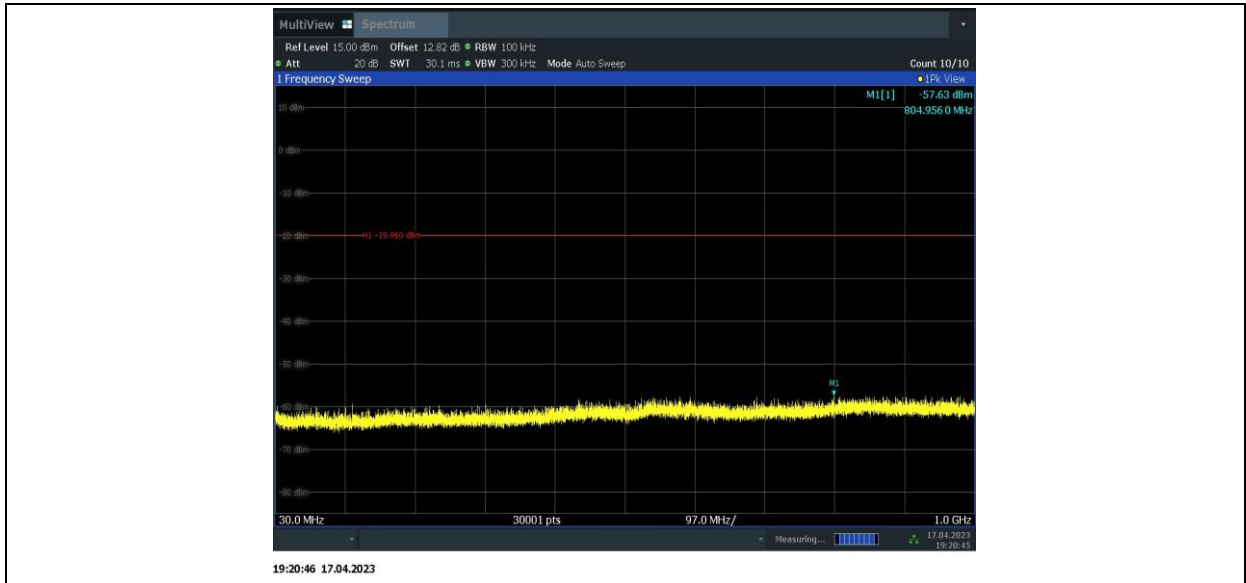 MultiView Spectrum
Ref Level 15.00 dBm Offset 12.82 dB RBW 100 kHz
Att 20 dB SWT 30.1 ms VBW 300 kHz Mode Auto Sweep Count 10/10
1 Frequency Sweep 1Pk View
M1[1] -57.63 dBm
804.956 0 MHz
10 dBm
0 dBm
-10 dBm
-20 dBm H1 -19.960 dBm
-30 dBm
-40 dBm
-50 dBm
M1
-60 dBm
-70 dBm
-80 dBm
30.0 MHz 30001 pts 97.0 MHz/ 1.0 GHz
Measuring... 17.04.2023
19:20:45
19:20:46 17.04.2023